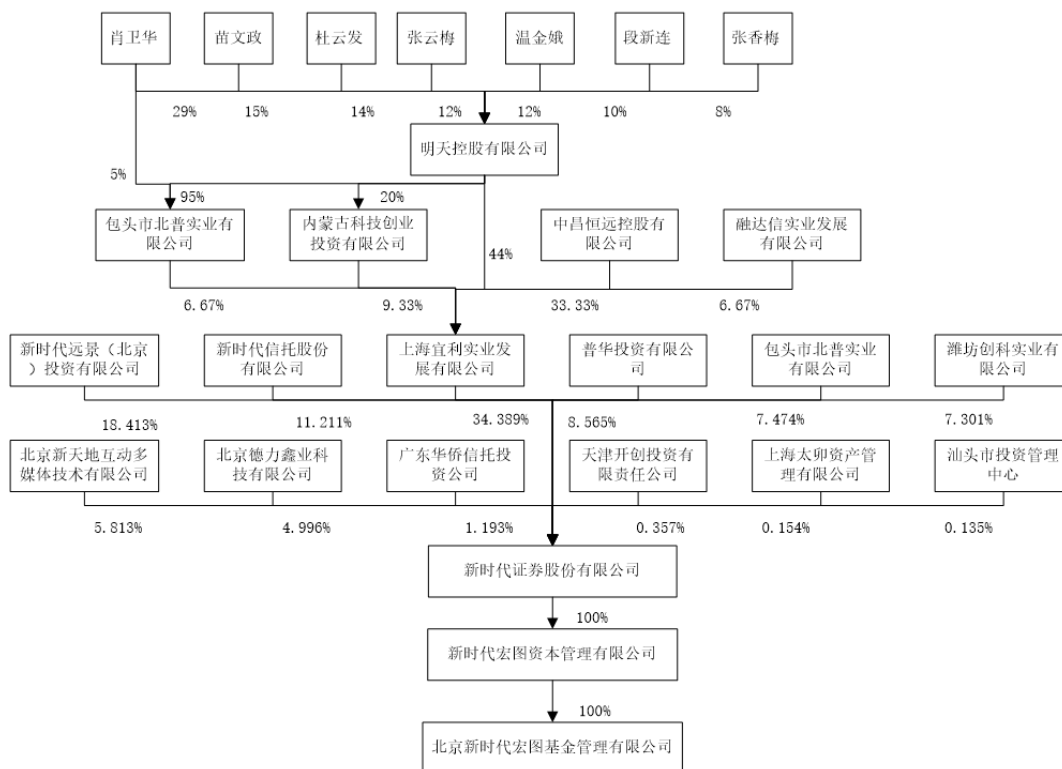 肖卫华
苗文政
杜云发
张云梅
温金娥
段新连
张香梅
29%
15%
14%
12%
12%
10%
8%
明天控股有限公司
5%
95%
20%
包头市北普实业有
限公司
内蒙古科技创业
投资有限公司
中昌恒远控股有
限公司
融达信实业发展
有限公司
44%
6.67%
9.33%
33.33%
6.67%
新时代远景（北京
）投资有限公司
新时代信托股份
有限公司
上海宜利实业发
展有限公司
普华投资有限公
司
包头市北普实业
有限公司
潍坊创科实业有
限公司
18.413%
11.211%
34.389%
8.565%
7.474%
7.301%
北京新天地互动多
媒体技术有限公司
北京德力鑫业科
技有限公司
广东华侨信托投
资公司
天津开创投资有
限责任公司
上海太卯资产管
理有限公司
汕头市投资管理
中心
5.813%
4.996%
1.193%
0.357%
0.154%
0.135%
新时代证券股份有限公司
100%
新时代宏图资本管理有限公司
100%
北京新时代宏图基金管理有限公司